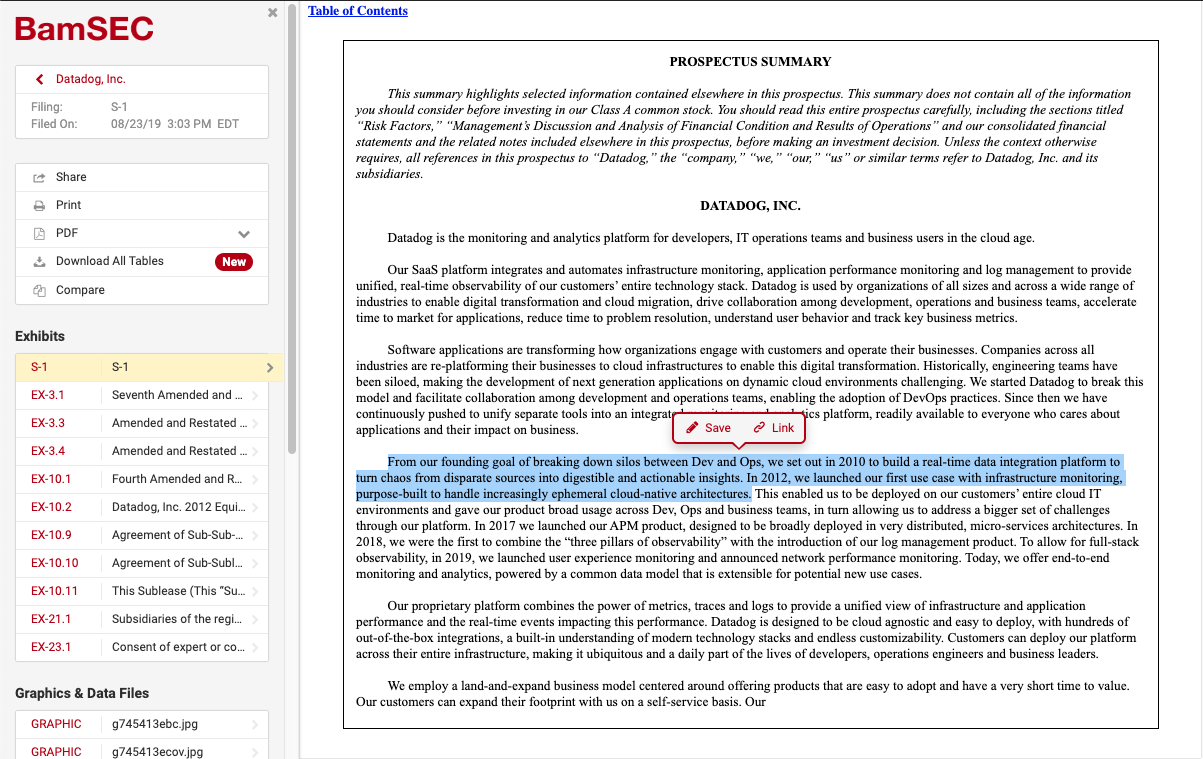 BamSEC
Datadog, Inc.
Filing: S-1
Filed On: 08/23/19 3:03 PM EDT
Share
Print
PDF
Download All Tables New
Compare
Exhibits
S-1 S-1
EX-3.1 Seventh Amended and ...
EX-3.3 Amended and Restated ...
EX-3.4 Amended and Restated ...
EX-10.1 Fourth Amended and R...
EX-10.2 Datadog, Inc. 2012 Equi...
EX-10.9 Agreement of Sub-Sub-...
EX-10.10 Agreement of Sub-Subl...
EX-10.11 This Sublease (This “Su...
EX-21.1 Subsidiaries of the regi...
EX-23.1 Consent of expert or co...
Graphics & Data Files
GRAPHIC g745413ebc.jpg
GRAPHIC g745413ecov.jpg
Table of Contents
PROSPECTUS SUMMARY
This summary highlights selected information contained elsewhere in this prospectus. This summary does not contain all of the information
you should consider before investing in our Class A common stock. You should read this entire prospectus carefully, including the sections titled
“Risk Factors,” “Management’s Discussion and Analysis of Financial Condition and Results of Operations” and our consolidated financial
statements and the related notes included elsewhere in this prospectus, before making an investment decision. Unless the context otherwise
requires, all references in this prospectus to “Datadog,” the “company,” “we,” “our,” “us” or similar terms refer to Datadog, Inc. and its
subsidiaries.
DATADOG, INC.
Datadog is the monitoring and analytics platform for developers, IT operations teams and business users in the cloud age.
Our SaaS platform integrates and automates infrastructure monitoring, application performance monitoring and log management to provide
unified, real-time observability of our customers’ entire technology stack. Datadog is used by organizations of all sizes and across a wide range of
industries to enable digital transformation and cloud migration, drive collaboration among development, operations and business teams, accelerate
time to market for applications, reduce time to problem resolution, understand user behavior and track key business metrics.
Software applications are transforming how organizations engage with customers and operate their businesses. Companies across all
industries are re-platforming their businesses to cloud infrastructures to enable this digital transformation. Historically, engineering teams have
been siloed, making the development of next generation applications on dynamic cloud environments challenging. We started Datadog to break this
model and facilitate collaboration among development and operations teams, enabling the adoption of DevOps practices. Since then we have
continuously pushed to unify separate tools into an platform, readily available to everyone who cares about
applications and their impact on business.
Save Link
From our founding goal of breaking down silos between Dev and Ops, we set out in 2010 to build a real-time data integration platform to
turn chaos from disparate sources into digestible and actionable insights. In 2012, we launched our first use case with infrastructure monitoring,
purpose-built to handle increasingly ephemeral cloud-native architectures. This enabled us to be deployed on our customers’ entire cloud IT
environments and gave our product broad usage across Dev, Ops and business teams, in turn allowing us to address a bigger set of challenges
through our platform. In 2017 we launched our APM product, designed to be broadly deployed in very distributed, micro-services architectures. In
2018, we were the first to combine the “three pillars of observability” with the introduction of our log management product. To allow for full-stack
observability, in 2019, we launched user experience monitoring and announced network performance monitoring. Today, we offer end-to-end
monitoring and analytics, powered by a common data model that is extensible for potential new use cases.
Our proprietary platform combines the power of metrics, traces and logs to provide a unified view of infrastructure and application
performance and the real-time events impacting this performance. Datadog is designed to be cloud agnostic and easy to deploy, with hundreds of
out-of-the-box integrations, a built-in understanding of modern technology stacks and endless customizability. Customers can deploy our platform
across their entire infrastructure, making it ubiquitous and a daily part of the lives of developers, operations engineers and business leaders.
We employ a land-and-expand business model centered around offering products that are easy to adopt and have a very short time to value.
Our customers can expand their footprint with us on a self-service basis. Our